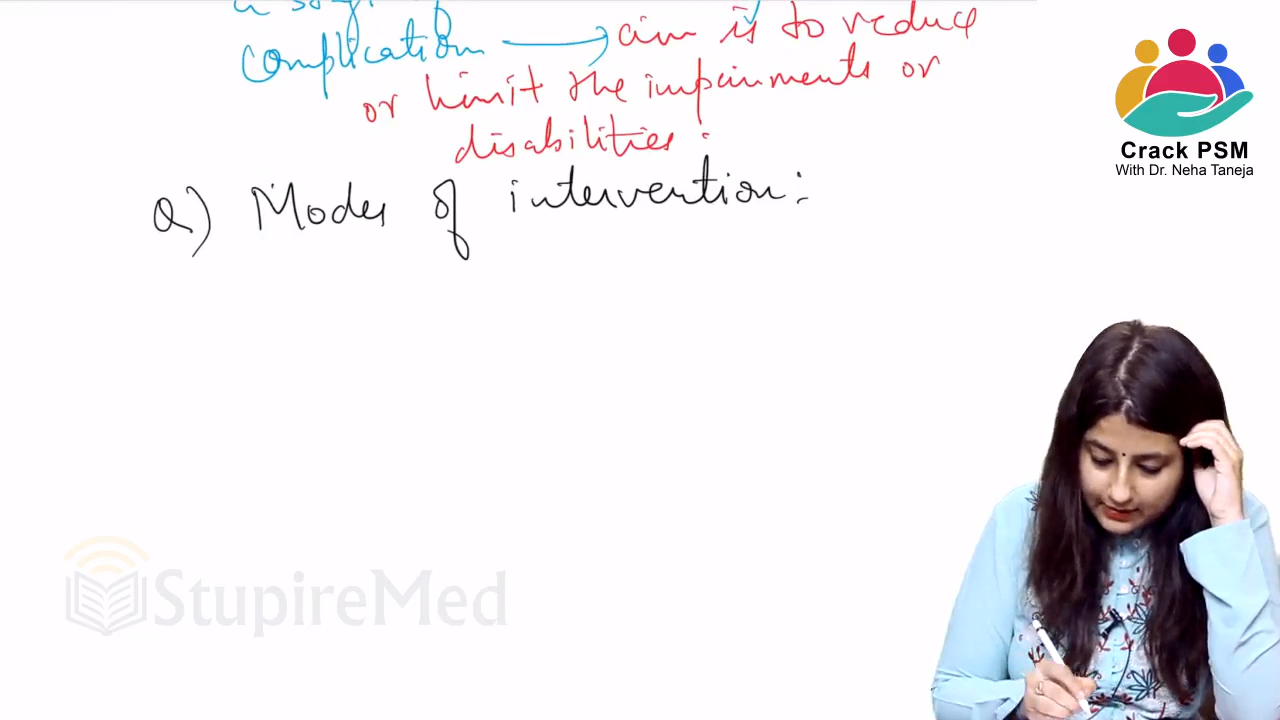 complication → aim is to reduce
or limit the impairments or
disabilities.
Q) Modes of intervention:
Crack PSM
With Dr. Neha Taneja
StupireMed